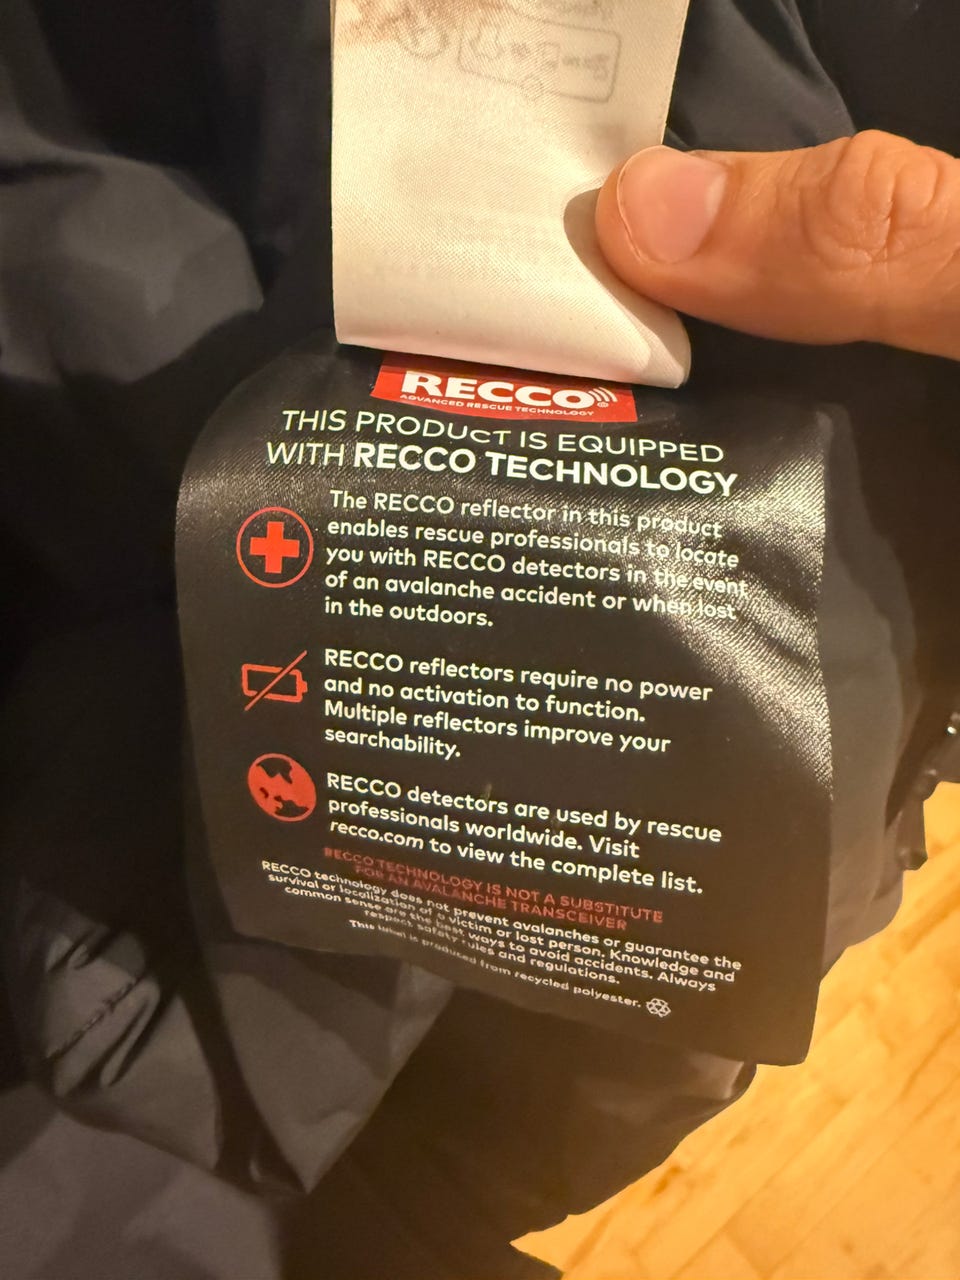 RECCO
ADVANCED RESCUE TECHNOLOGY
THIS PRODUCT IS EQUIPPED
WITH RECCO TECHNOLOGY
The RECCO reflector in this product
enables rescue professionals to locate
you with RECCO detectors in the event
of an avalanche accident or when lost
in the outdoors.
RECCO reflectors require no power
and no activation to function.
Multiple reflectors improve your
searchability.
RECCO detectors are used by rescue
professionals worldwide. Visit
recco.com to view the complete list.
RECCO TECHNOLOGY IS NOT A SUBSTITUTE
FOR AN AVALANCHE TRANSCEIVER
RECCO technology does not prevent avalanches or guarantee the
survival or localization of a victim or lost person. Knowledge and
common sense are the best ways to avoid accidents. Always
respect safety rules and regulations.
This label is produced from recycled polyester.